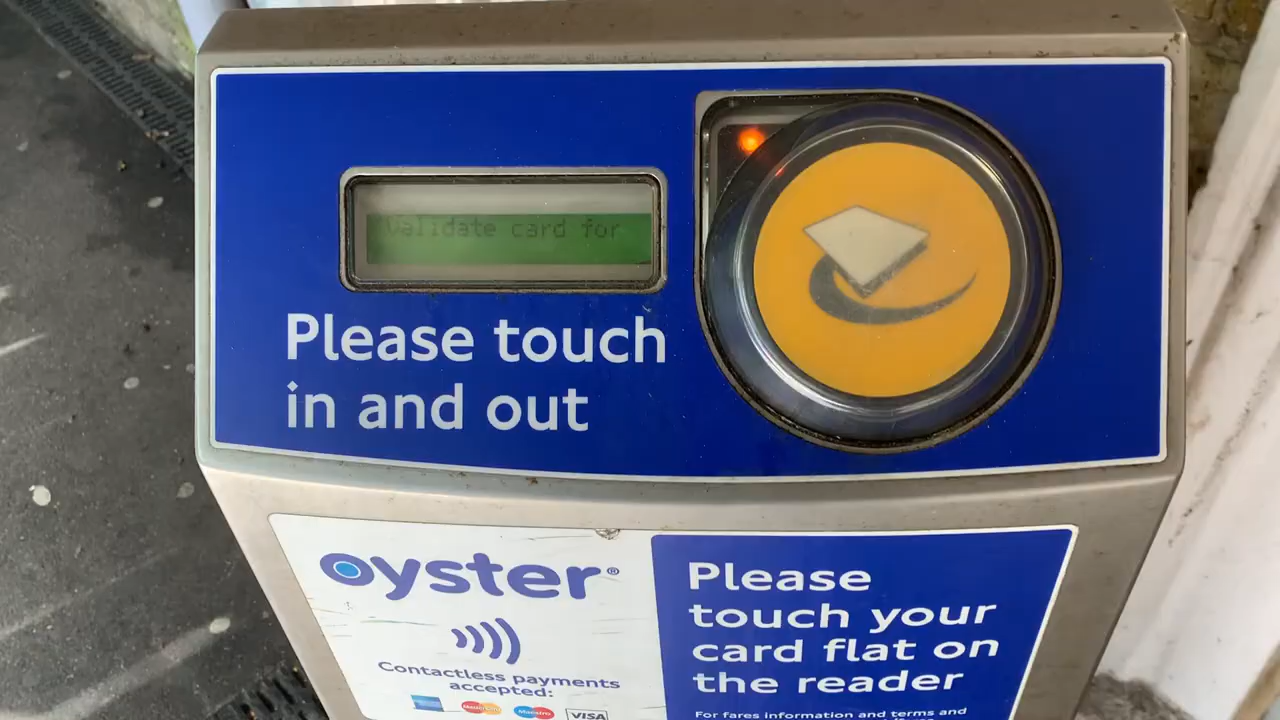 Validate card for
Please touch
in and out
oyster®
Contactless payments
accepted:
Maestro
VISA
Please
touch your
card flat on
the reader
For fares information and terms and